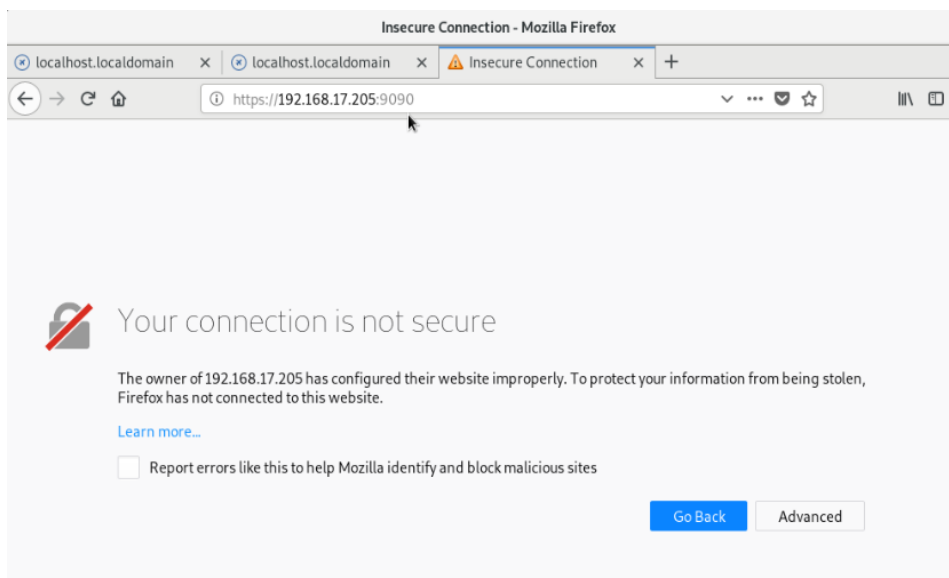 Insecure Connection - Mozilla Firefox
localhost.localdomain
localhost.localdomain
Insecure Connection
https://192.168.17.205:9090
Your connection is not secure
The owner of 192.168.17.205 has configured their website improperly. To protect your information from being stolen,
Firefox has not connected to this website.
Learn more...
Report errors like this to help Mozilla identify and block malicious sites
Go Back
Advanced